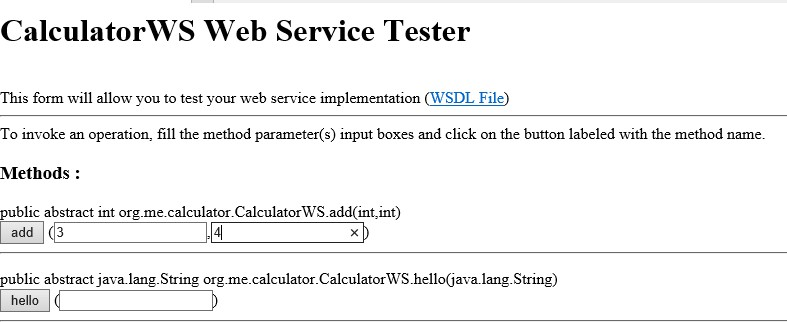 CalculatorWS Web Service Tester
This form will allow you to test your web service implementation (WSDL File)
To invoke an operation, fill the method parameter(s) input boxes and click on the button labeled with the method name.
Methods :
public abstract int org.me.calculator.CalculatorWS.add(int,int)
add (3 ,4 ×)
public abstract java.lang.String org.me.calculator.CalculatorWS.hello(java.lang.String)
hello ( )